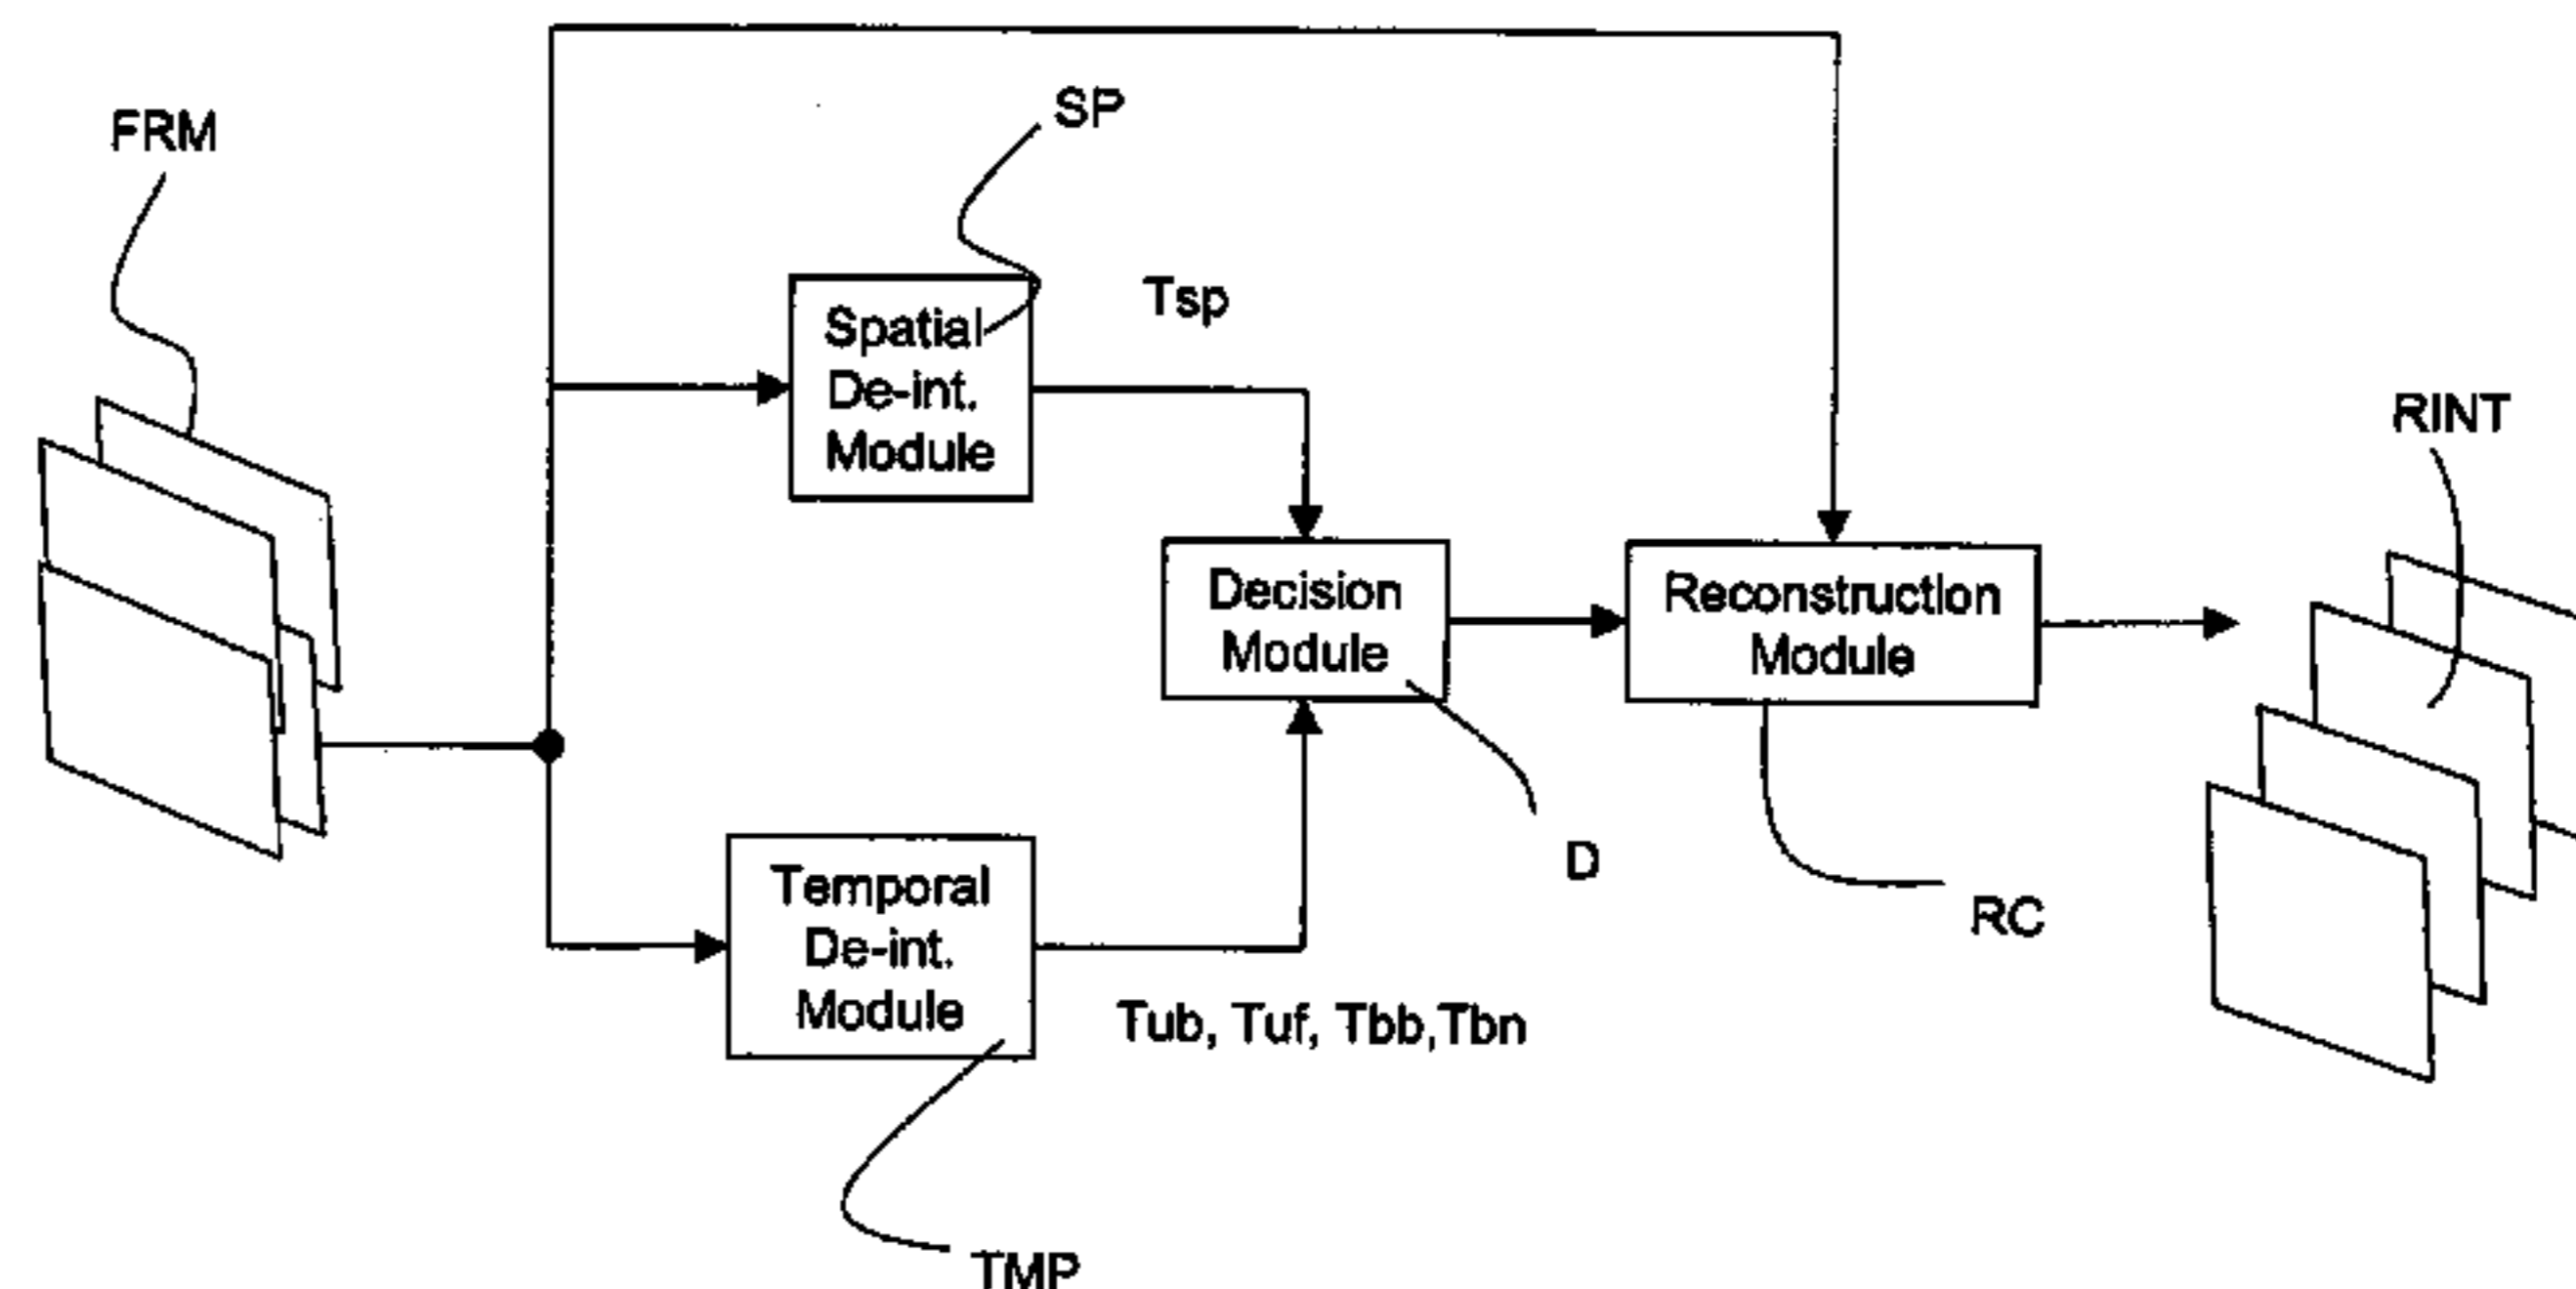 SP
FRM
Tsp
Spatial
De-int.
Module
RINT
Decision
Module
Reconstruction
Module
D
Temporal
De-int.
Module
RC
Tub, Tuf, Tbb,Tbn
TMP